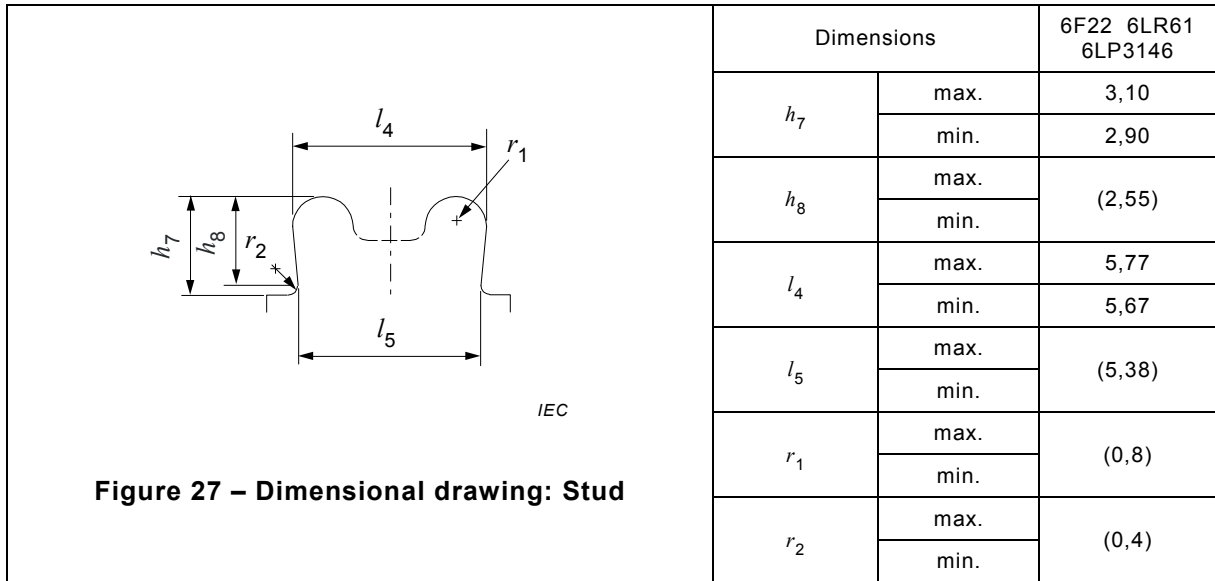 l4
r1
h7
h8
r2
l5
IEC
Figure 27 – Dimensional drawing: Stud
Dimensions 6F22 6LR61
6LP3146
h7 max. 3,10
min. 2,90
h8 max. (2,55)
min.
l4 max. 5,77
min. 5,67
l5 max. (5,38)
min.
r1 max. (0,8)
min.
r2 max. (0,4)
min.